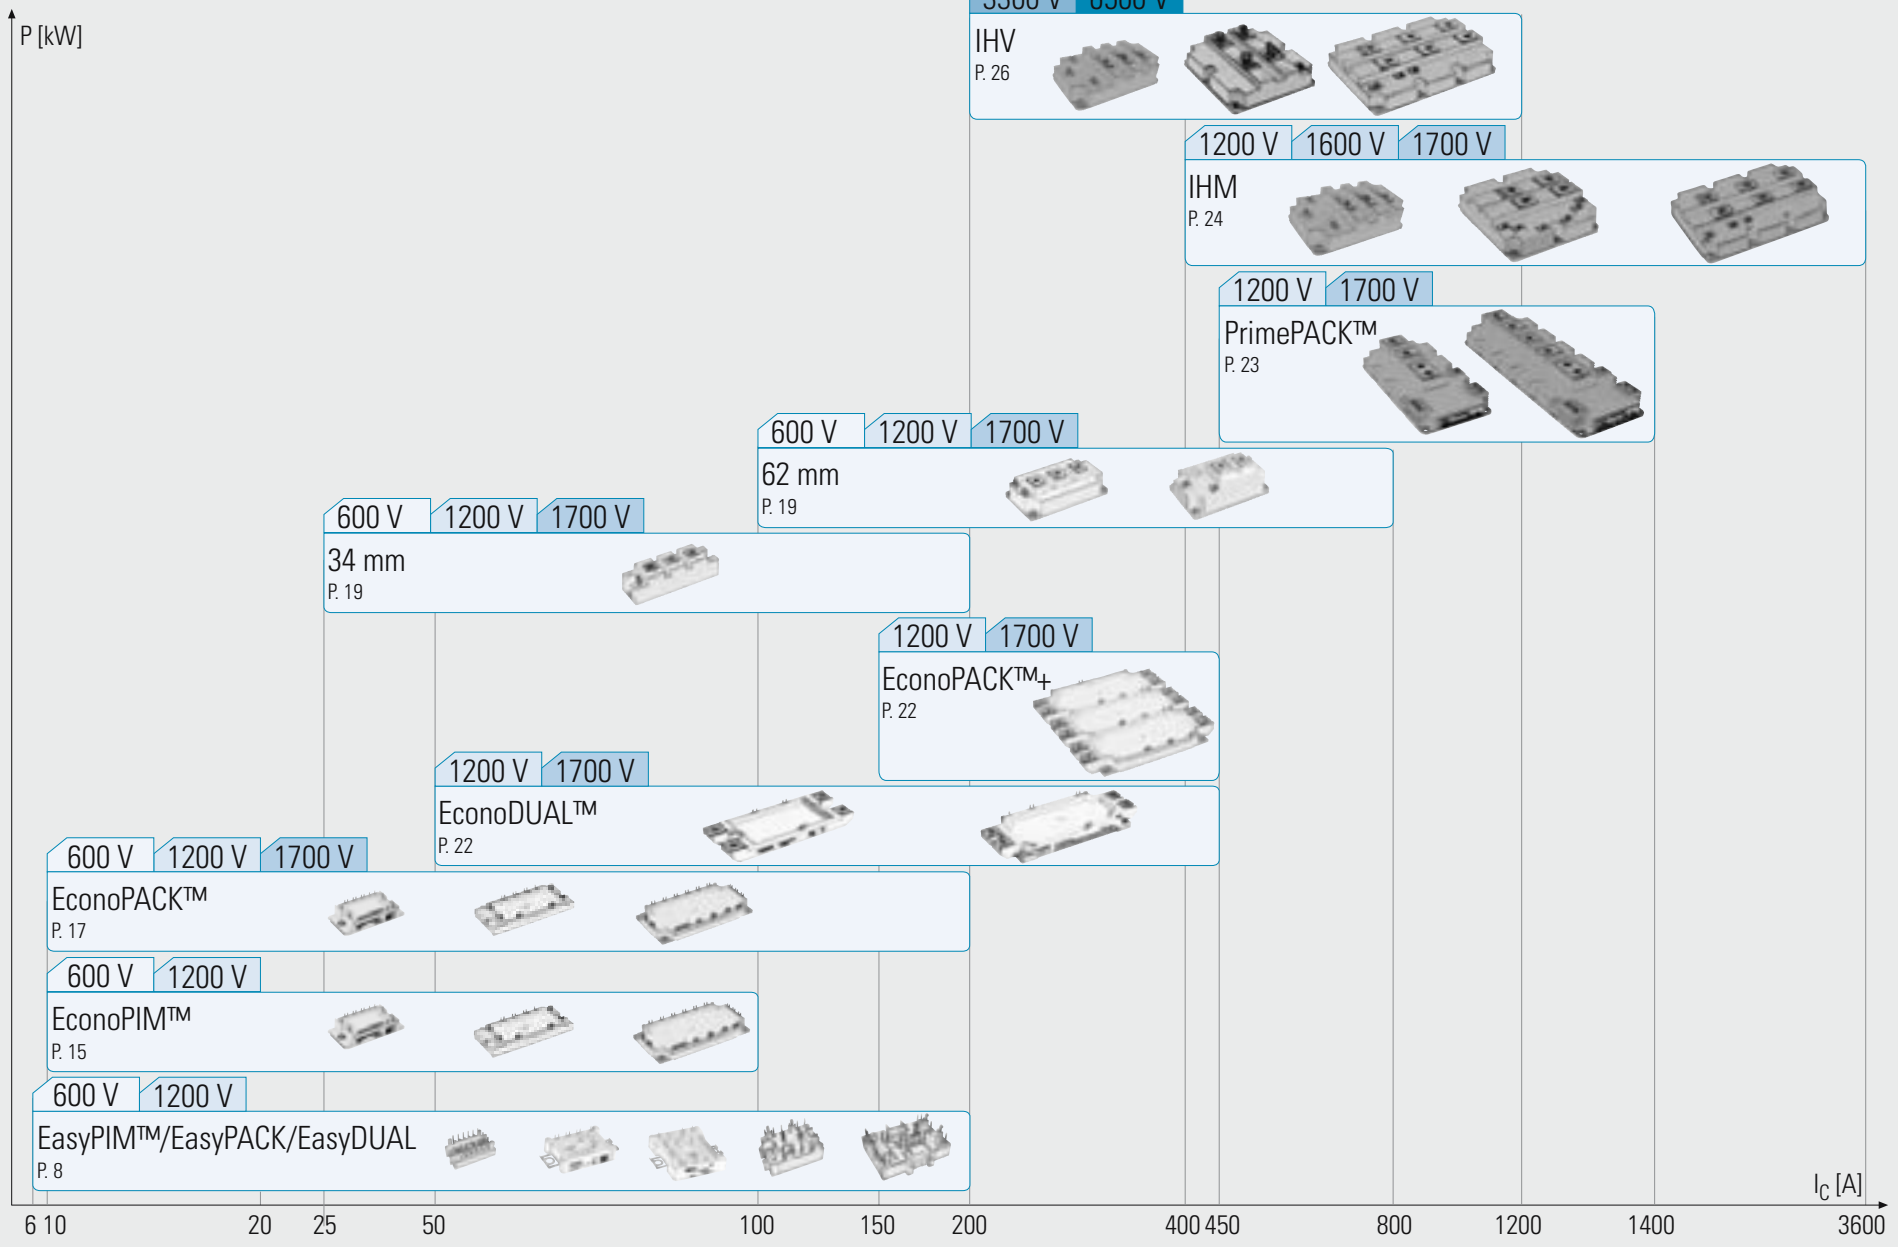 3300 V 6500 V
P [kW]
IHV
P. 26
1200 V 1600 V 1700 V
IHM
P. 24
1200 V 1700 V
PrimePACK™
P. 23
600 V 1200 V 1700 V
62 mm
P. 19
600 V 1200 V 1700 V
34 mm
P. 19
1200 V 1700 V
EconoPACK™+
P. 22
1200 V 1700 V
EconoDUAL™
P. 22
600 V 1200 V 1700 V
EconoPACK™
P. 17
600 V 1200 V
EconoPIM™
P. 15
600 V 1200 V
EasyPIM™/EasyPACK/EasyDUAL
P. 8
I_C [A]
6 10 20 25 50 100 150 200 400 450 800 1200 1400 3600